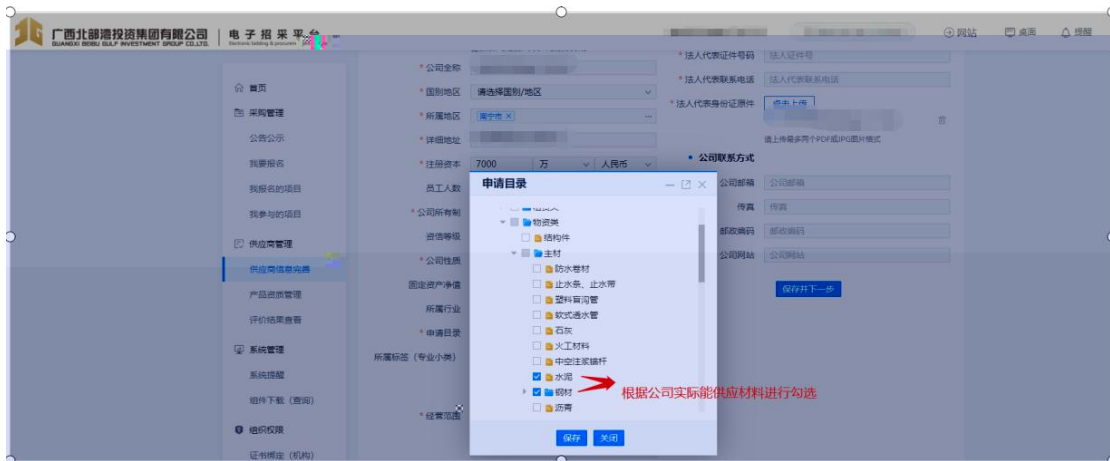 广西北部湾投资集团有限公司
GUANGXI BEIBU GULF INVESTMENT GROUP CO.,LTD.
电子招采平台
网站
桌面
提醒
首页
采购管理
公告公示
我要报名
我报名的项目
我参与的项目
供应商管理
供应商信息完善
产品资质管理
评价结果查看
系统管理
系统提醒
组件下载（查询）
组织权限
证书绑定（机构）
* 公司全称
* 国别地区 请选择国别/地区
* 所属地区 南宁市 ×
* 详细地址
* 注册资本 7000 万 人民币
员工人数
* 公司所有制
资信等级
* 公司性质
固定资产净值
所属行业
* 申请目录
所属标签（专业小类）
* 经营范围
* 法人代表证件号码 法人证件号
* 法人代表联系电话 法人代表联系电话
* 法人代表身份证原件 点击上传
请上传最多两个PDF或JPG图片格式
• 公司联系方式
公司邮箱 公司邮箱
传真 传真
邮政编码 邮政编码
公司网站 公司网站
保存并下一步
申请目录
物资类
结构件
主材
防水卷材
止水条、止水带
塑料盲沟管
软式透水管
石灰
火工材料
中空注浆锚杆
水泥
钢材
沥青
根据公司实际能供应材料进行勾选
保存 关闭